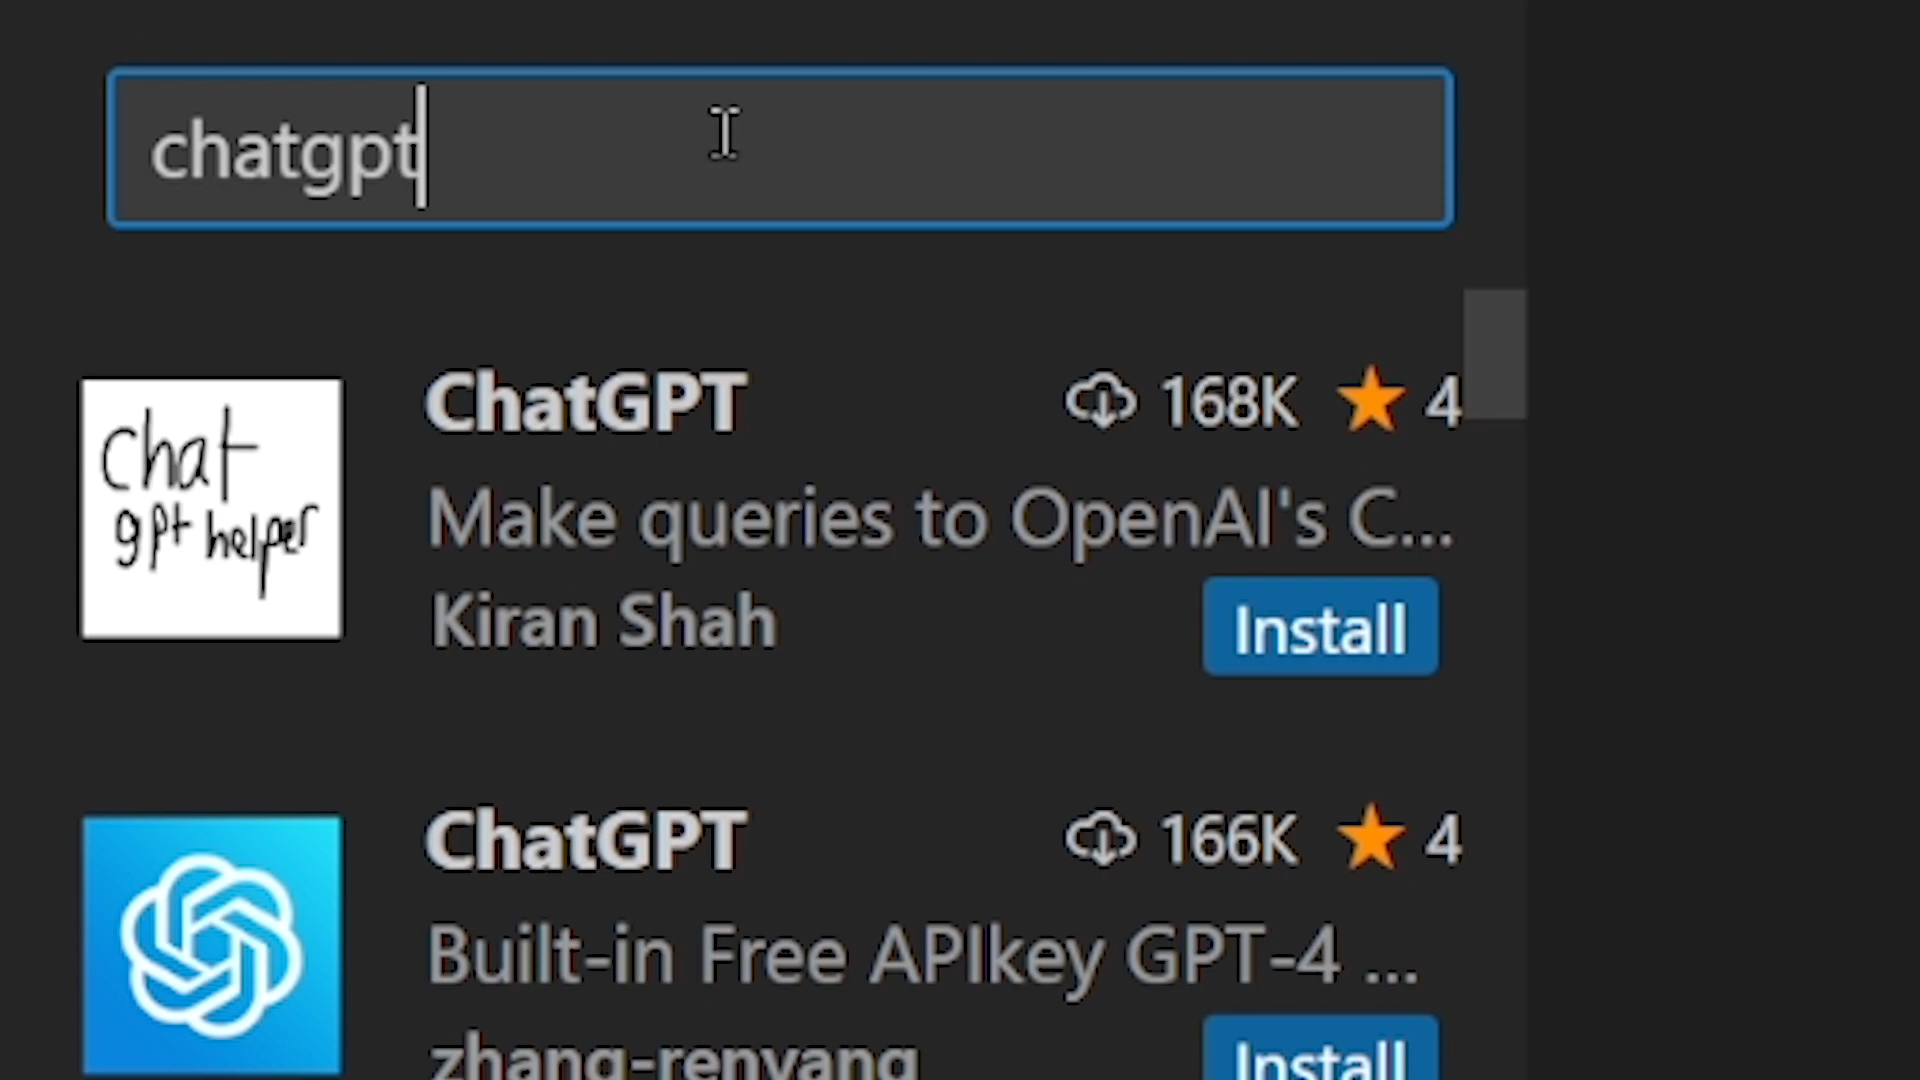 chatgpt
ChatGPT 168K ★ 4
chat
gpt helper
Make queries to OpenAI's C...
Kiran Shah Install
ChatGPT 166K ★ 4
Built-in Free APIkey GPT-4 ...
zhang-renyang Install